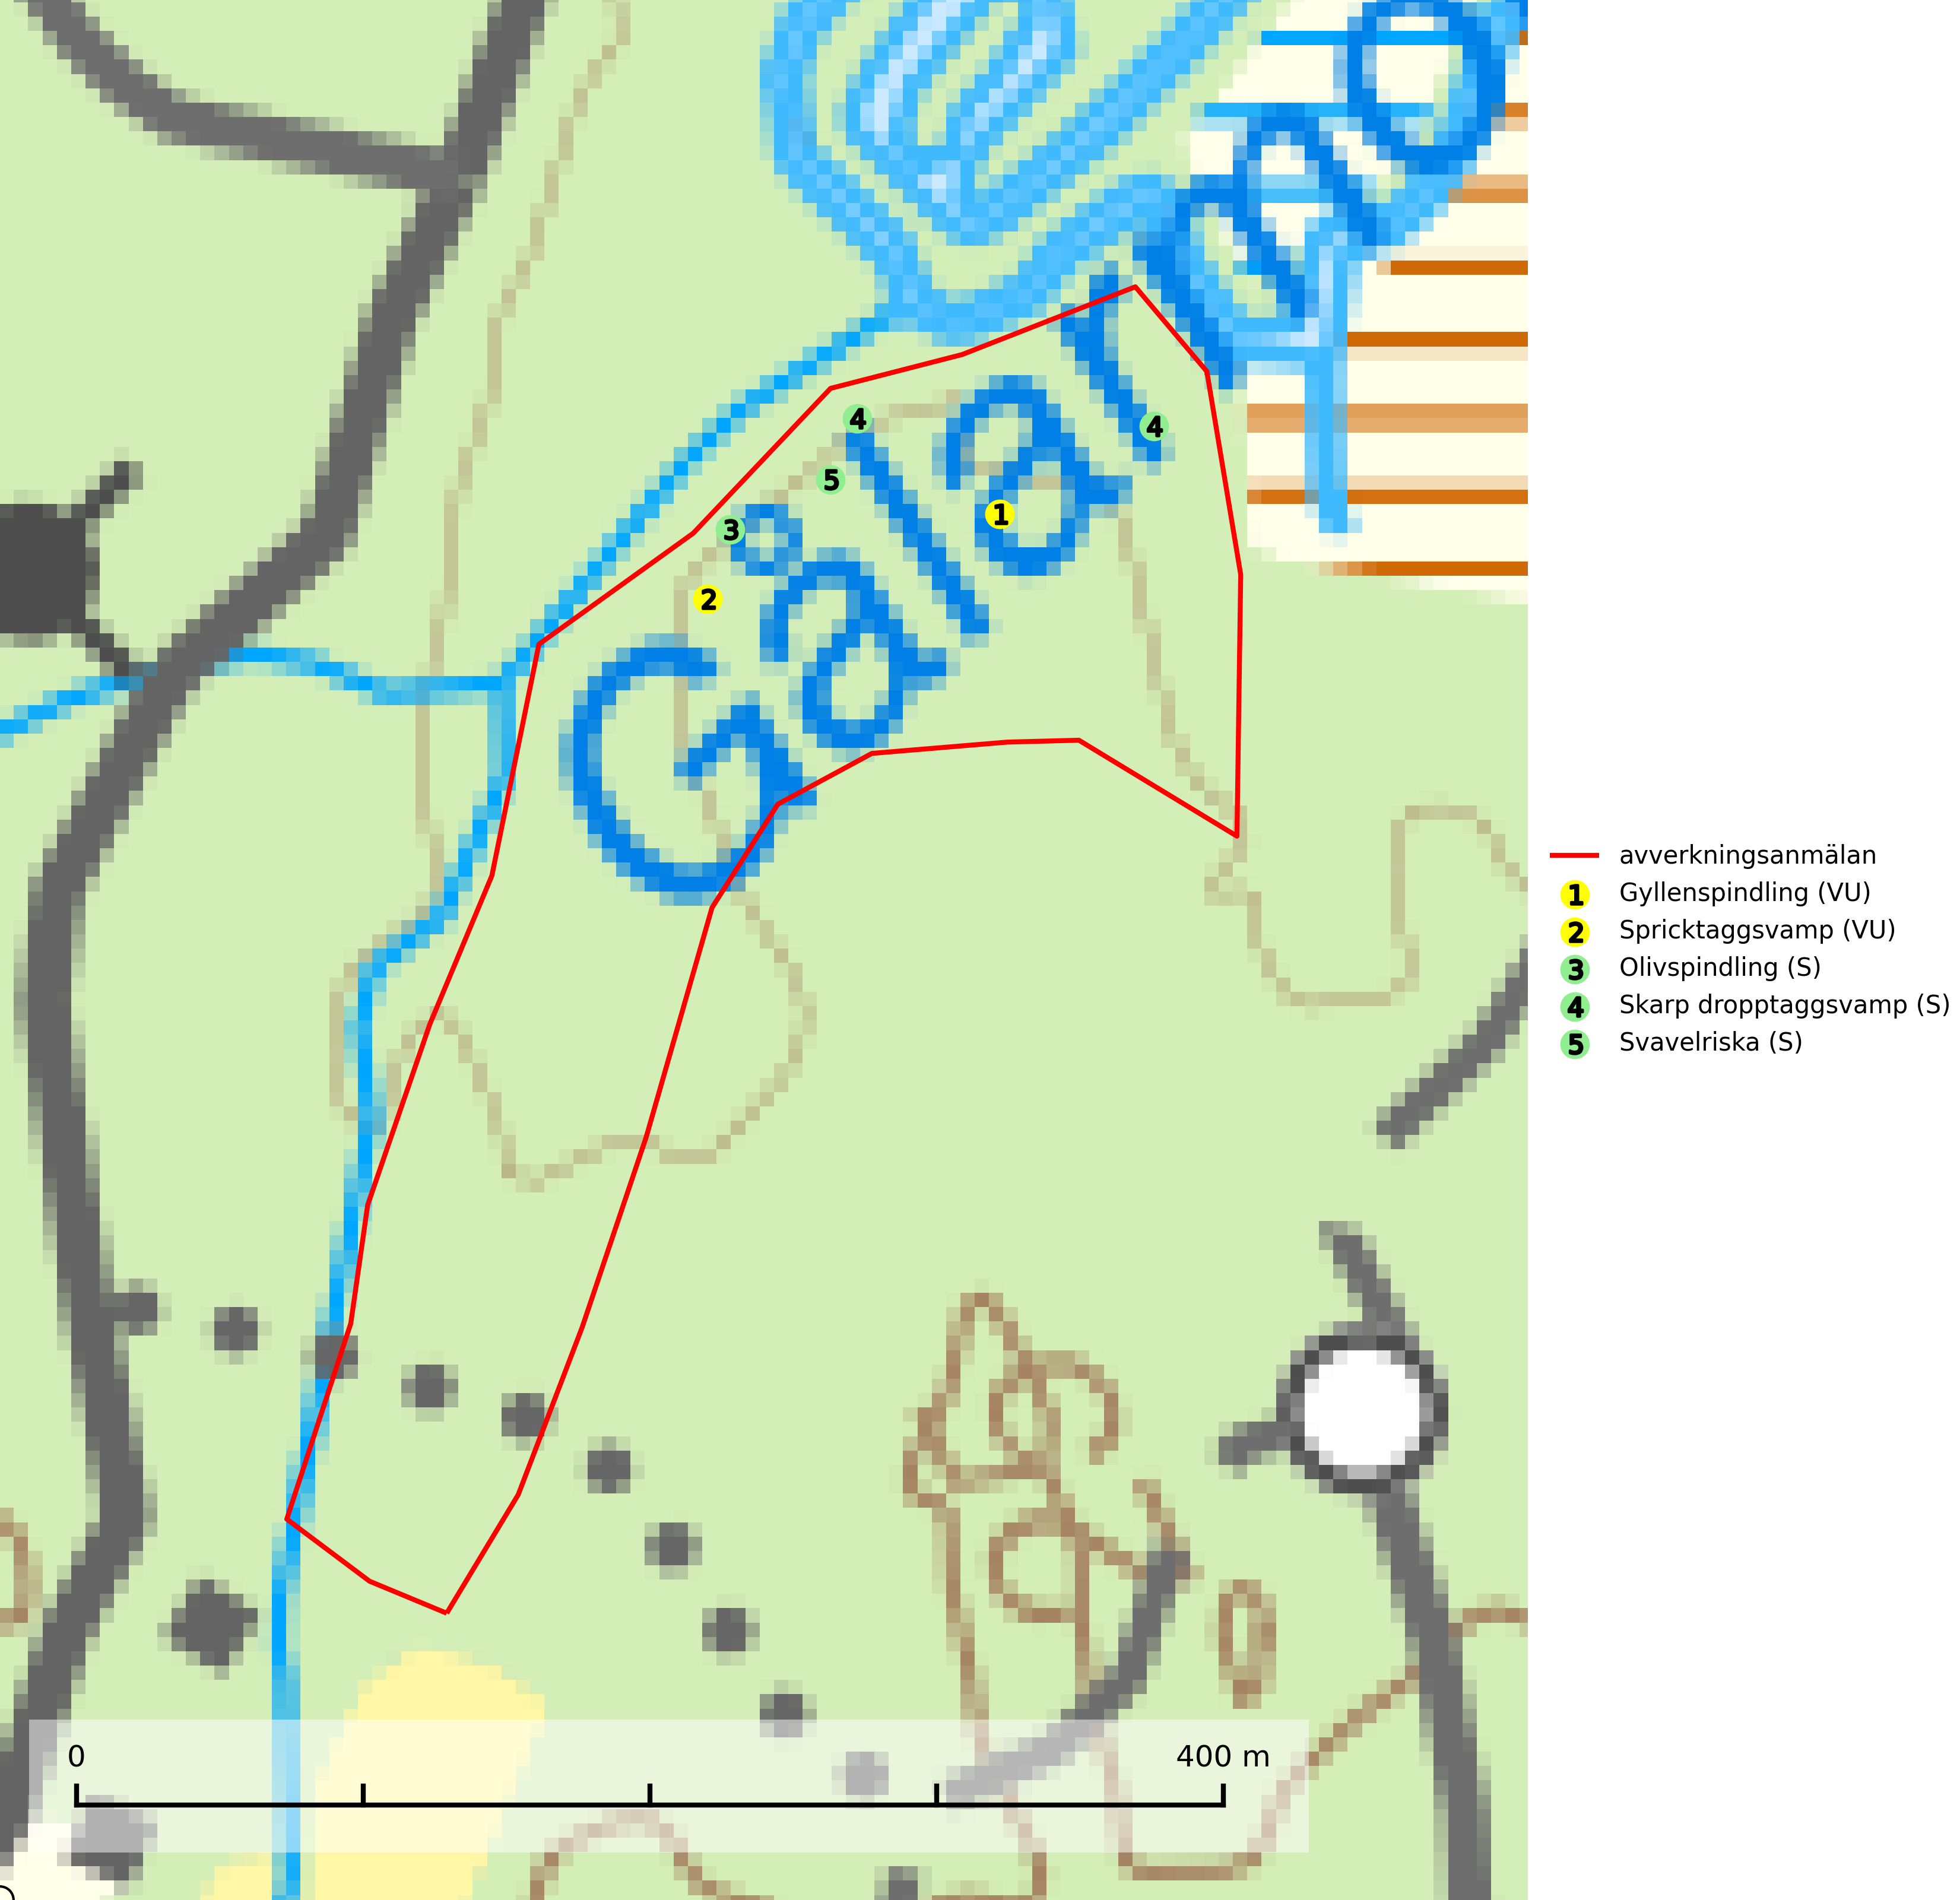 4
4
5
1
3
2
avverkningsanmälan
1 Gyllenspindling (VU)
2 Spricktaggsvamp (VU)
3 Olivspindling (S)
4 Skarp dropptaggsvamp (S)
5 Svavelriska (S)
0 400 m